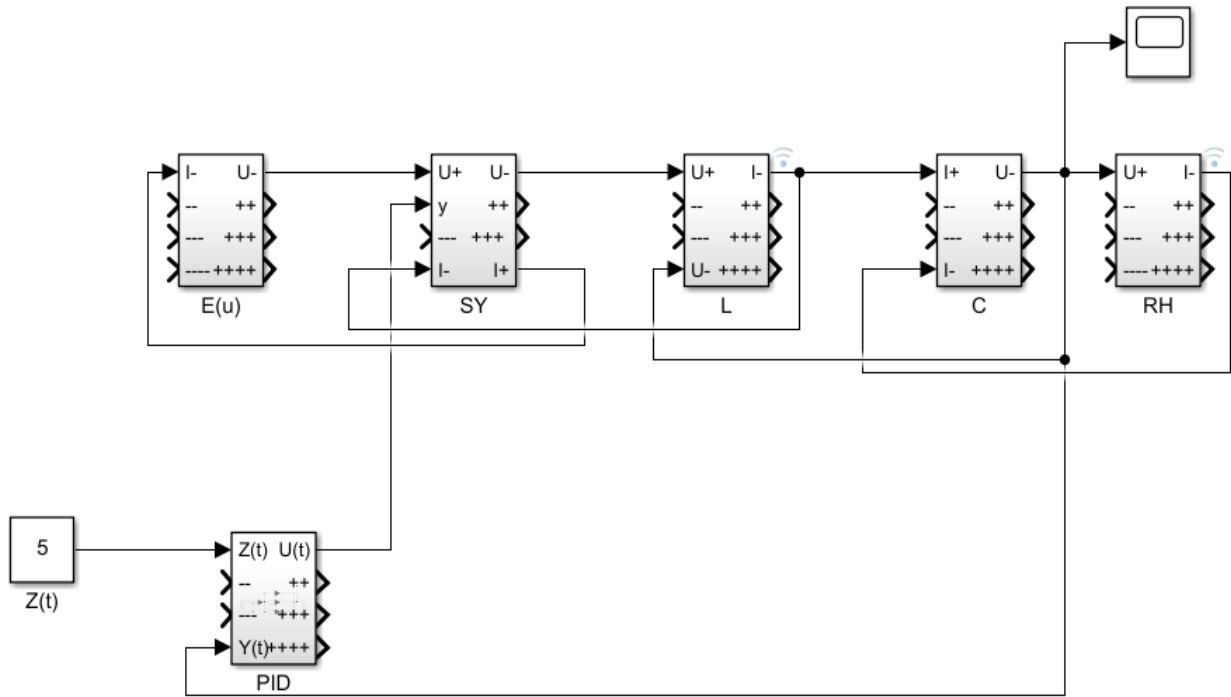 I- U-
-- ++
--- +++
---- ++++
E(u)
U+ U-
y ++
--- +++
I- I+
SY
U+ I-
-- ++
--- +++
U- ++++
L
I+ U-
-- ++
--- +++
I- ++++
C
U+ I-
-- ++
--- +++
---- ++++
RH
5
Z(t)
Z(t) U(t)
-- ++
--- +++
Y(t) ++++
PID